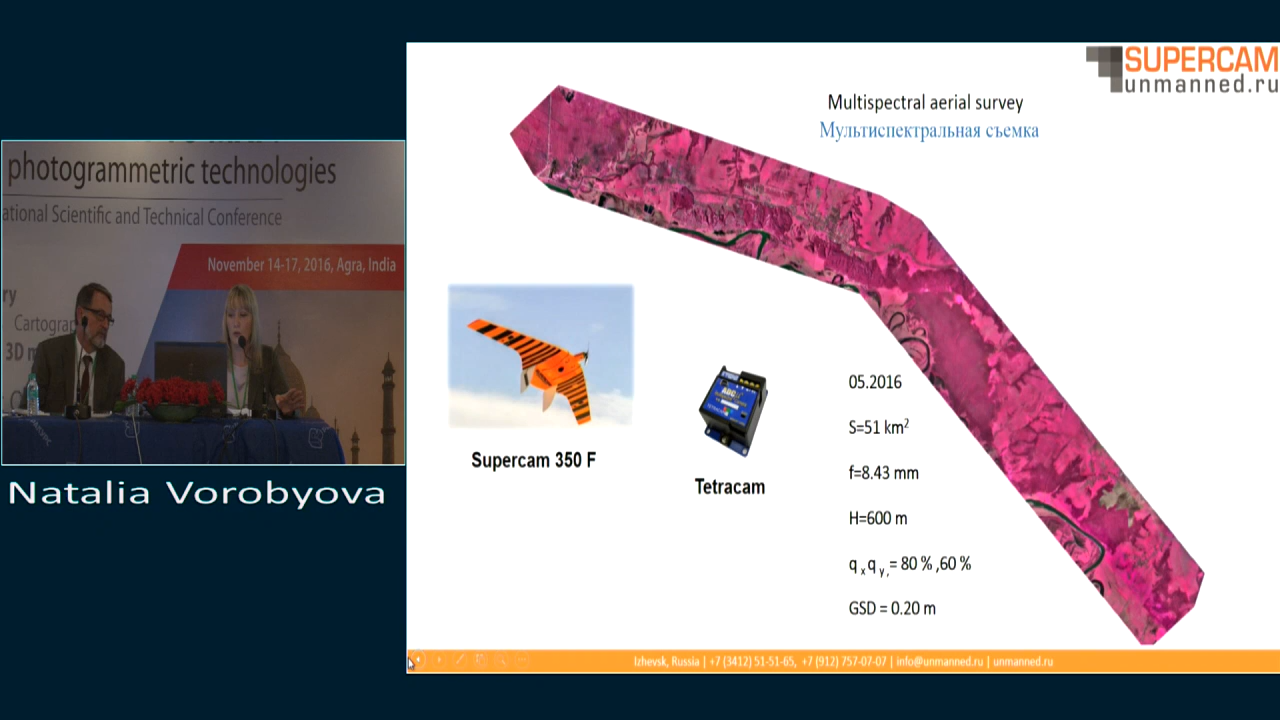 photogrammetric technologies
ational Scientific and Technical Conference
November 14-17, 2016, Agra, India
ry
Cartograp
3D m
Natalia Vorobyova
SUPERCAM
unmanned.ru
Multispectral aerial survey
Мультиспектральная съемка
Supercam 350 F
Tetracam
05.2016
S=51 km²
f=8.43 mm
H=600 m
q x q y, = 80 % ,60 %
GSD = 0.20 m
Izhevsk, Russia | +7 (3412) 51-51-65, +7 (912) 757-07-07 | info@unmanned.ru | unmanned.ru